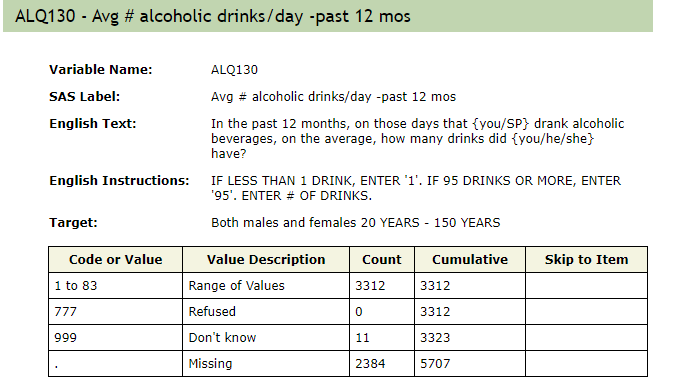 ALQ130 - Avg # alcoholic drinks/day -past 12 mos
Variable Name: ALQ130
SAS Label: Avg # alcoholic drinks/day -past 12 mos
English Text: In the past 12 months, on those days that {you/SP} drank alcoholic
beverages, on the average, how many drinks did {you/he/she}
have?
English Instructions: IF LESS THAN 1 DRINK, ENTER '1'. IF 95 DRINKS OR MORE, ENTER
'95'. ENTER # OF DRINKS.
Target: Both males and females 20 YEARS - 150 YEARS
Code or Value Value Description Count Cumulative Skip to Item
1 to 83 Range of Values 3312 3312
777 Refused 0 3312
999 Don't know 11 3323
. Missing 2384 5707